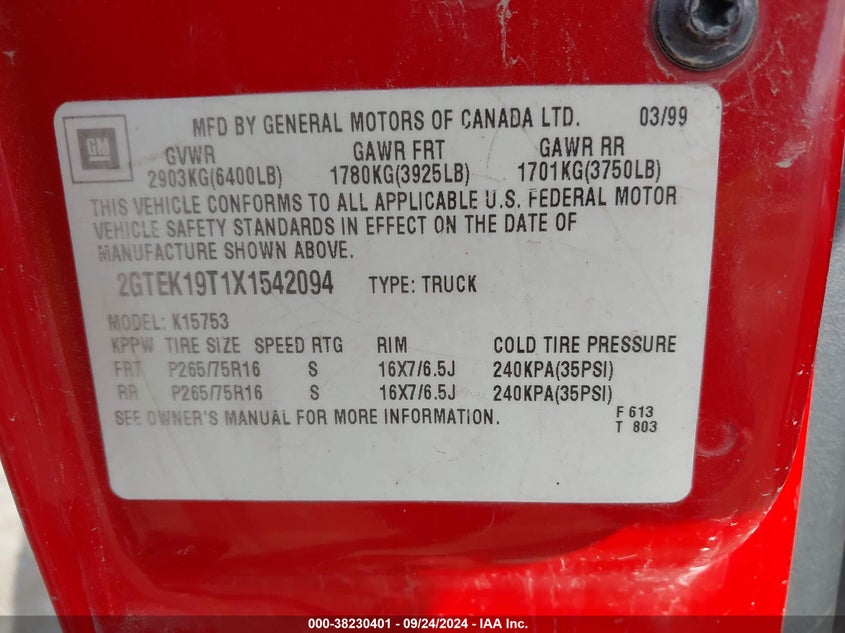 GM
MFD BY GENERAL MOTORS OF CANADA LTD. 03/99
GVWR GAWR FRT GAWR RR
2903KG(6400LB) 1780KG(3925LB) 1701KG(3750LB)
THIS VEHICLE CONFORMS TO ALL APPLICABLE U.S. FEDERAL MOTOR
VEHICLE SAFETY STANDARDS IN EFFECT ON THE DATE OF
MANUFACTURE SHOWN ABOVE.
2GTEK19T1X1542094 TYPE: TRUCK
MODEL: K15753
KPPW TIRE SIZE SPEED RTG RIM COLD TIRE PRESSURE
FRT P265/75R16 S 16X7/6.5J 240KPA(35PSI)
RR P265/75R16 S 16X7/6.5J 240KPA(35PSI)
SEE OWNER'S MANUAL FOR MORE INFORMATION. F 613
T 803
000-38230401 - 09/24/2024 - IAA Inc.